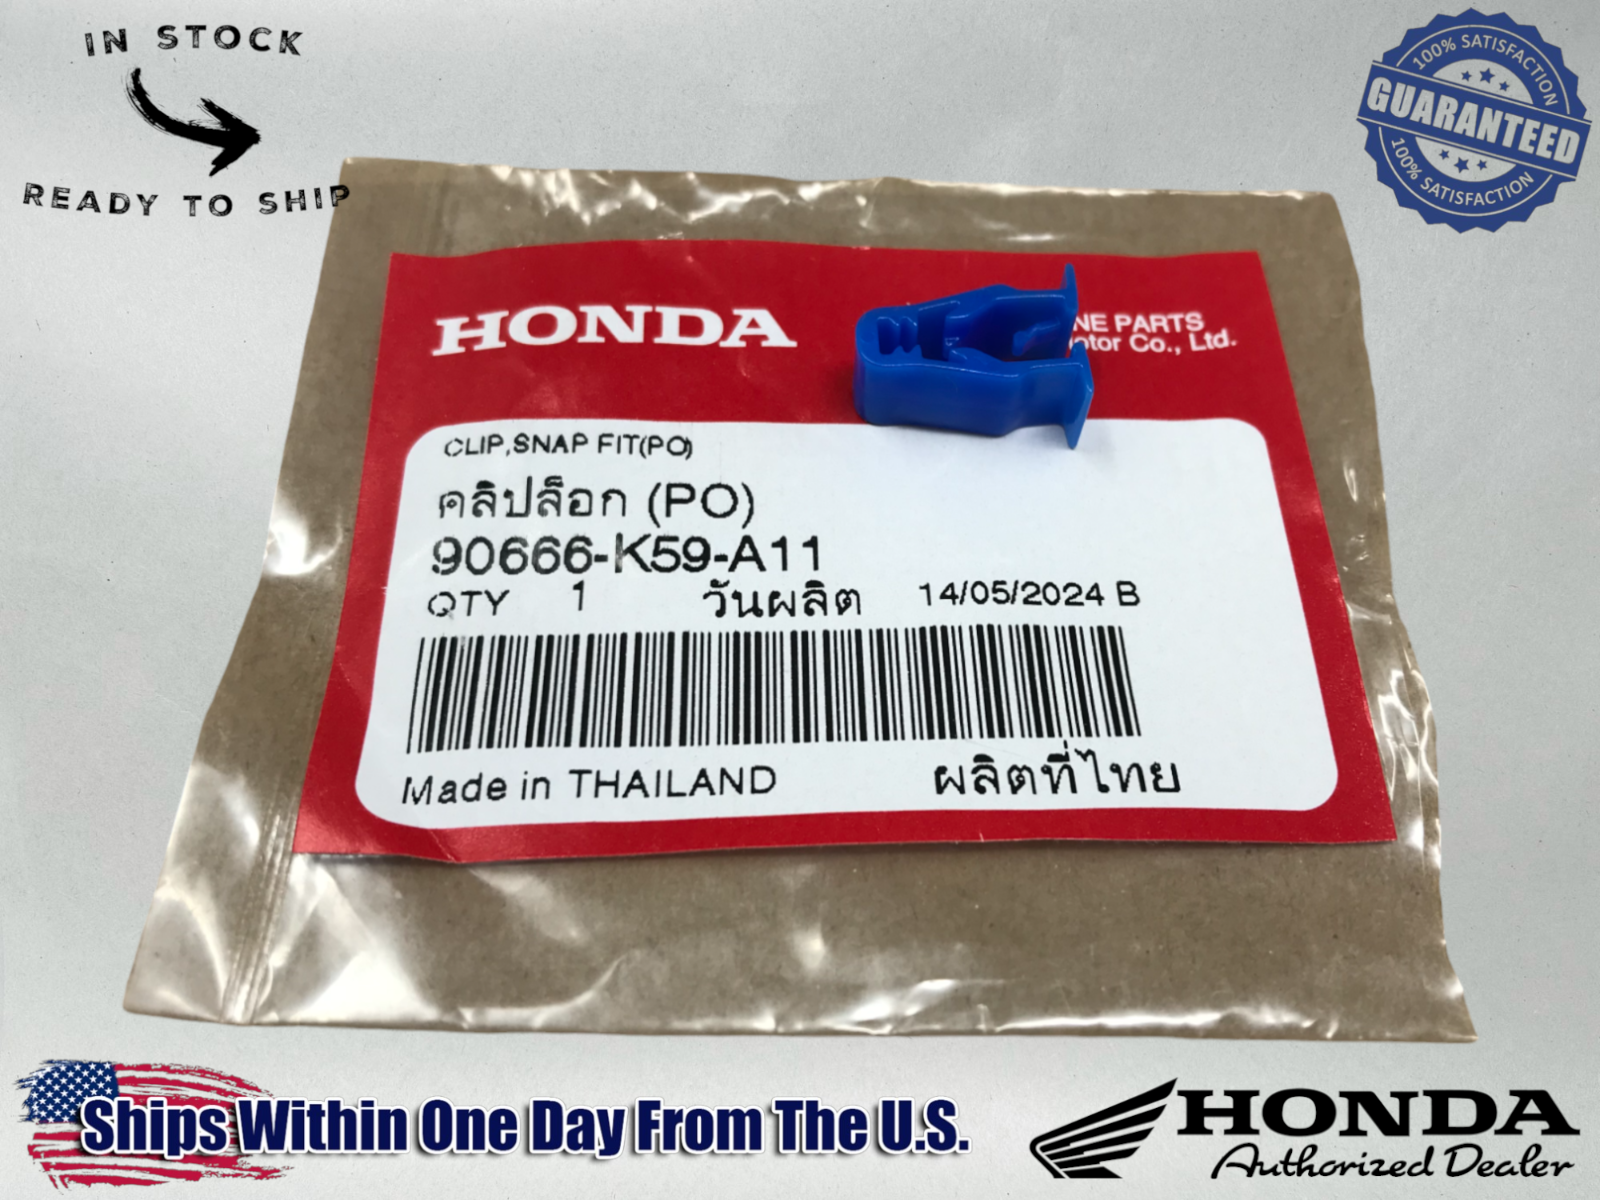 IN STOCK
READY TO SHIP
100% SATISFACTION
GUARANTEED
100% SATISFACTION
HONDA
PARTS
Co., Ltd.
CLIP,SNAP FIT(PO)
คลิปล็อก (PO)
90666-K59-A11
QTY 1 วันผลิต 14/05/2024 B
Made in THAILAND ผลิตที่ไทย
Ships Within One Day From The U.S.
HONDA
Authorized Dealer